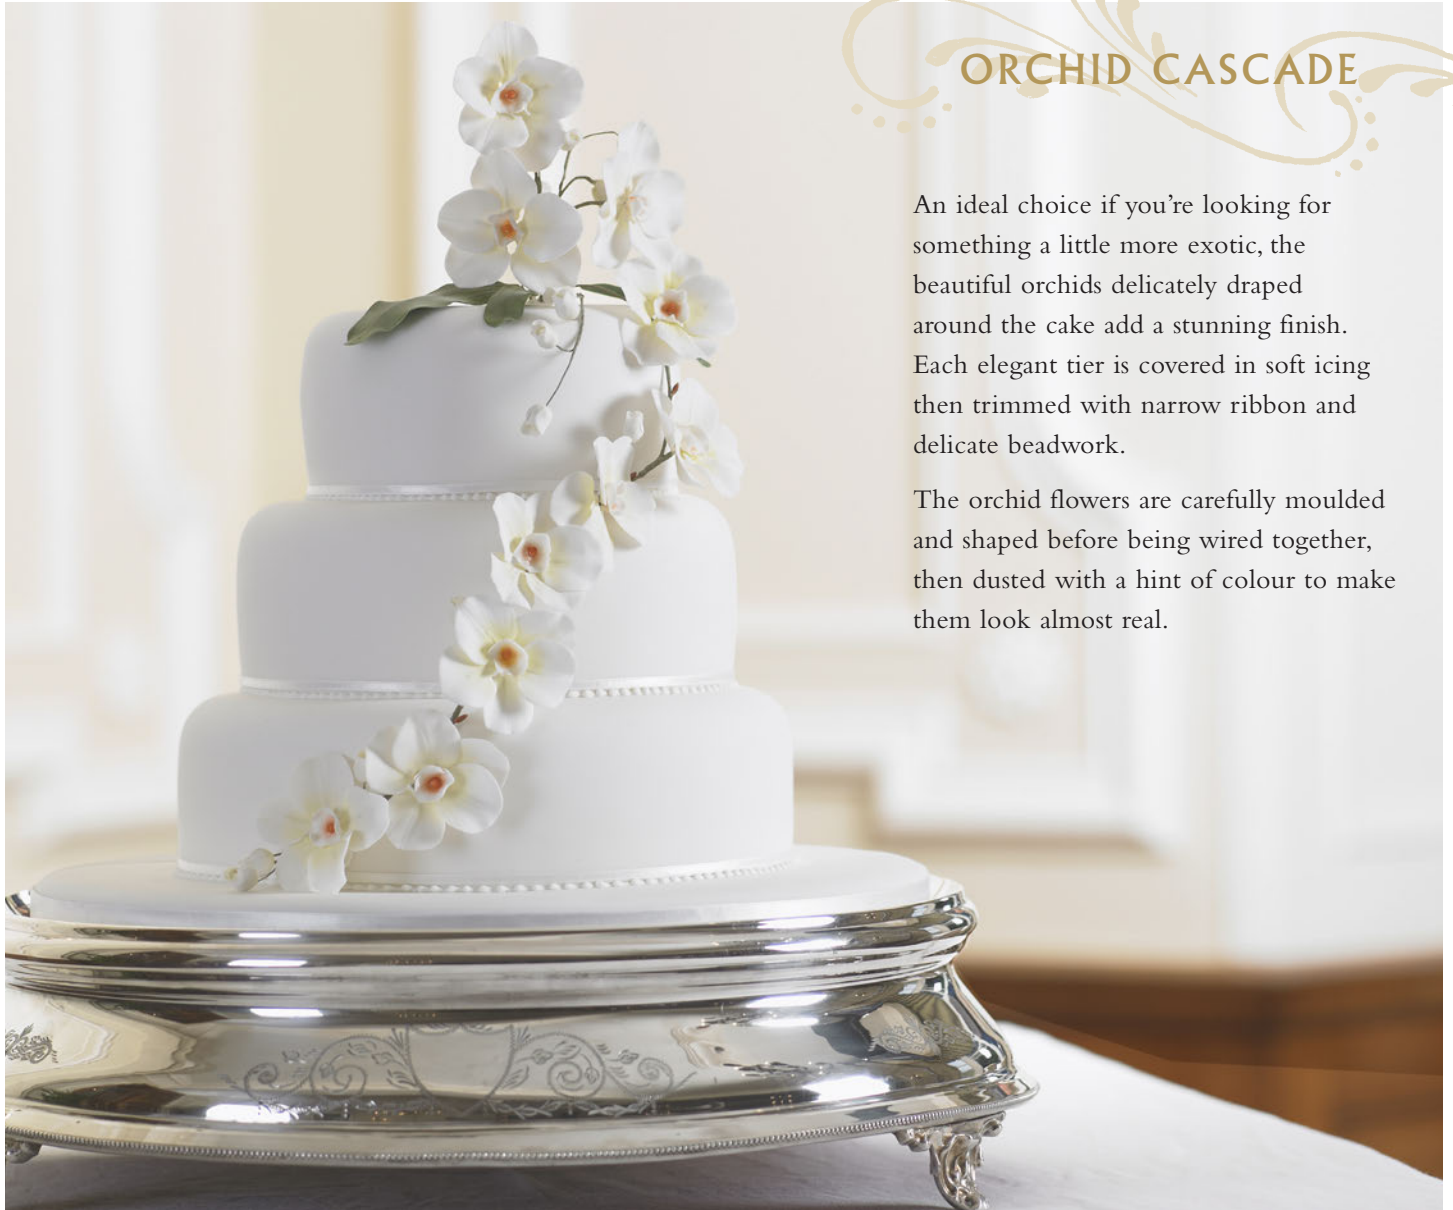 ORCHID CASCADE
An ideal choice if you’re looking for
something a little more exotic, the
beautiful orchids delicately draped
around the cake add a stunning finish.
Each elegant tier is covered in soft icing
then trimmed with narrow ribbon and
delicate beadwork.
The orchid flowers are carefully moulded
and shaped before being wired together,
then dusted with a hint of colour to make
them look almost real.